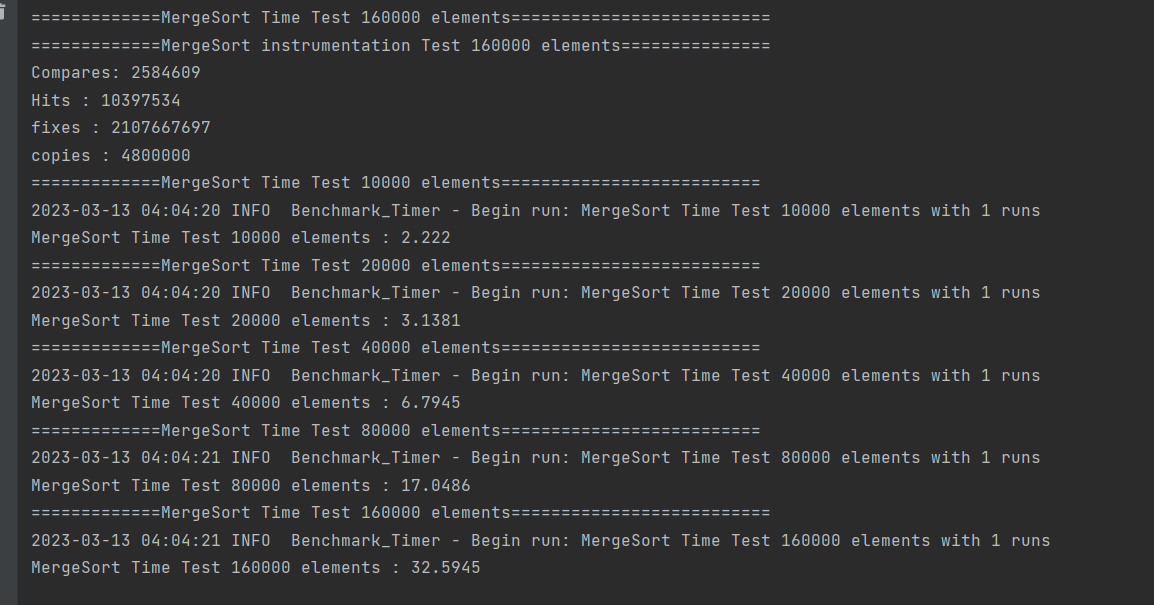 =============MergeSort Time Test 160000 elements==========================
=============MergeSort instrumentation Test 160000 elements===============
Compares: 2584609
Hits : 10397534
fixes : 2107667697
copies : 4800000
=============MergeSort Time Test 10000 elements==========================
2023-03-13 04:04:20 INFO  Benchmark_Timer - Begin run: MergeSort Time Test 10000 elements with 1 runs
MergeSort Time Test 10000 elements : 2.222
=============MergeSort Time Test 20000 elements==========================
2023-03-13 04:04:20 INFO  Benchmark_Timer - Begin run: MergeSort Time Test 20000 elements with 1 runs
MergeSort Time Test 20000 elements : 3.1381
=============MergeSort Time Test 40000 elements==========================
2023-03-13 04:04:20 INFO  Benchmark_Timer - Begin run: MergeSort Time Test 40000 elements with 1 runs
MergeSort Time Test 40000 elements : 6.7945
=============MergeSort Time Test 80000 elements==========================
2023-03-13 04:04:21 INFO  Benchmark_Timer - Begin run: MergeSort Time Test 80000 elements with 1 runs
MergeSort Time Test 80000 elements : 17.0486
=============MergeSort Time Test 160000 elements==========================
2023-03-13 04:04:21 INFO  Benchmark_Timer - Begin run: MergeSort Time Test 160000 elements with 1 runs
MergeSort Time Test 160000 elements : 32.5945